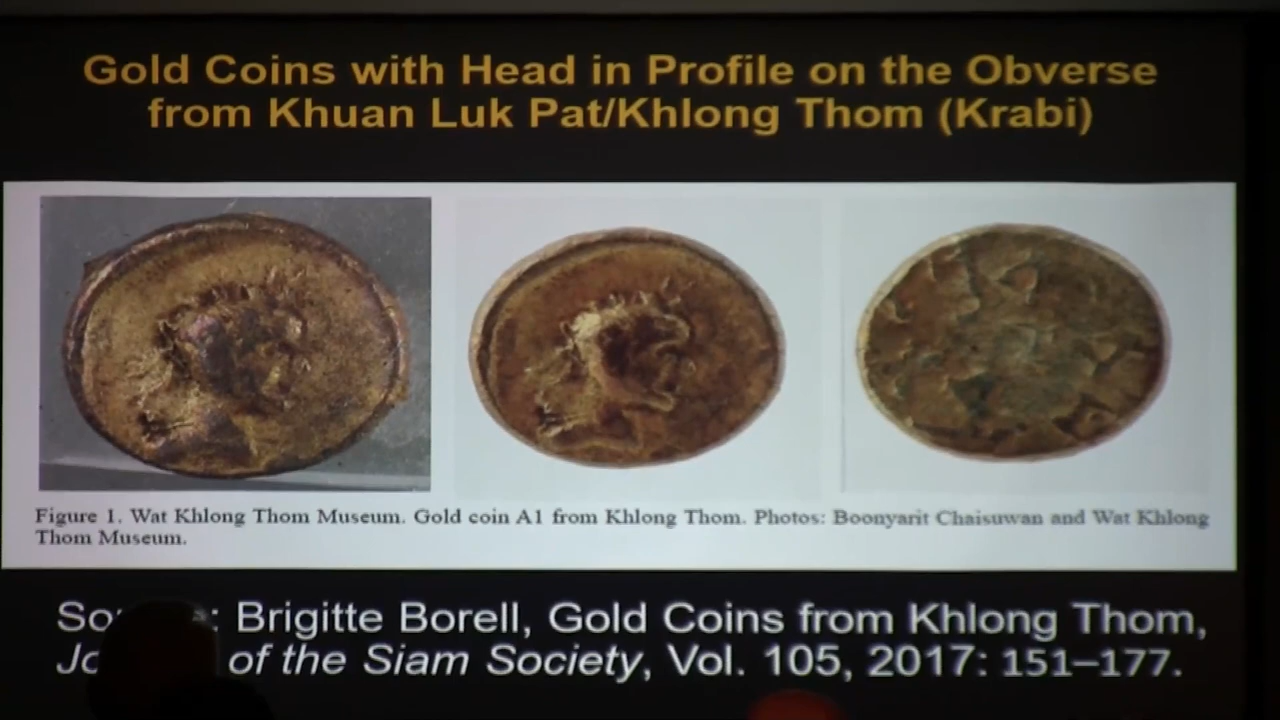 Gold Coins with Head in Profile on the Obverse
from Khuan Luk Pat/Khlong Thom (Krabi)
Figure 1. Wat Khlong Thom Museum. Gold coin A1 from Khlong Thom. Photos: Boonyarit Chaisuwan and Wat Khlong
Thom Museum.
Brigitte Borell, Gold Coins from Khlong Thom,
of the Siam Society, Vol. 105, 2017: 151–177.